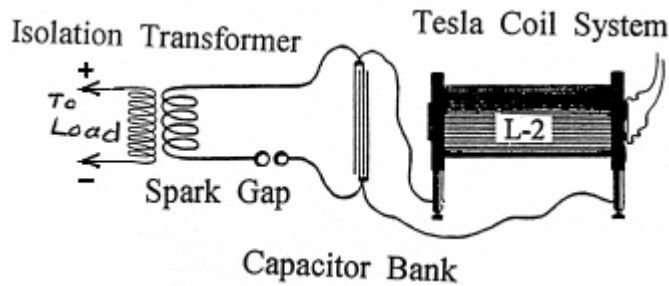 Isolation Transformer
Tesla Coil System
+
To
Load
-
L-2
Spark Gap
Capacitor Bank